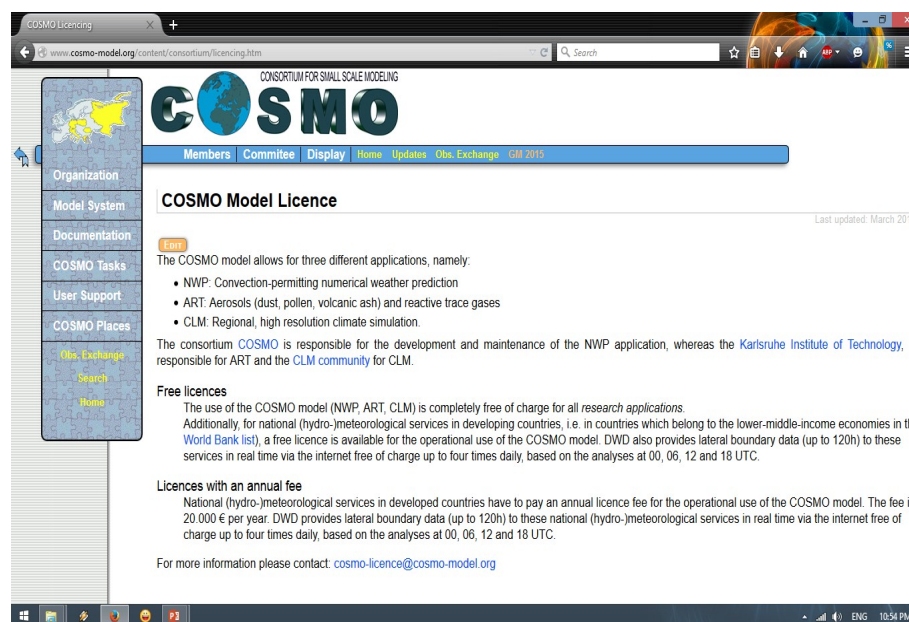 COSMO Licencing
www.cosmo-model.org/content/consortium/licencing.htm
Search
ABP
96
CONSORTIUM FOR SMALL SCALE MODELING
COSMO
Members Commitee Display Home Updates Obs. Exchange GM 2015
Organization
Model System
Documentation
COSMO Tasks
User Support
COSMO Places
Obs. Exchange
Search
Home
COSMO Model Licence
Last updated: March 201
EDIT
The COSMO model allows for three different applications, namely:
• NWP: Convection-permitting numerical weather prediction
• ART: Aerosols (dust, pollen, volcanic ash) and reactive trace gases
• CLM: Regional, high resolution climate simulation.
The consortium COSMO is responsible for the development and maintenance of the NWP application, whereas the Karlsruhe Institute of Technology,
responsible for ART and the CLM community for CLM.
Free licences
The use of the COSMO model (NWP, ART, CLM) is completely free of charge for all research applications.
Additionally, for national (hydro-)meteorological services in developing countries, i.e. in countries which belong to the lower-middle-income economies in th
World Bank list), a free licence is available for the operational use of the COSMO model. DWD also provides lateral boundary data (up to 120h) to these
services in real time via the internet free of charge up to four times daily, based on the analyses at 00, 06, 12 and 18 UTC.
Licences with an annual fee
National (hydro-)meteorological services in developed countries have to pay an annual licence fee for the operational use of the COSMO model. The fee i
20.000 € per year. DWD provides lateral boundary data (up to 120h) to these national (hydro-)meteorological services in real time via the internet free of
charge up to four times daily, based on the analyses at 00, 06, 12 and 18 UTC.
For more information please contact: cosmo-licence@cosmo-model.org
ENG 10:54 PM